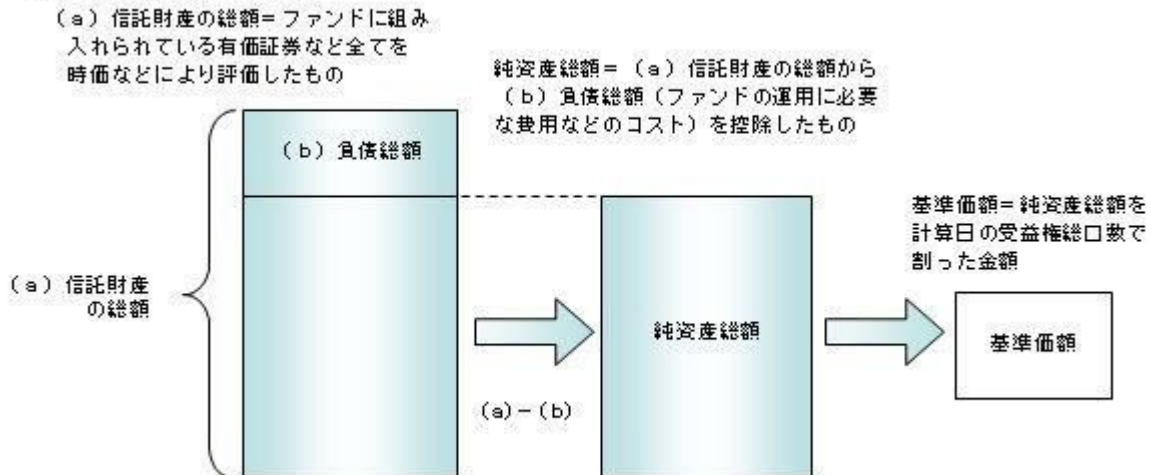 (a)信託財産の総額=ファンドに組み
入れられている有価証券など全てを
時価などにより評価したもの
純資産総額=(a)信託財産の総額から
(b)負債総額(ファンドの運用に必要
な費用などのコスト)を控除したもの
(b)負債総額
基準価額=純資産総額を
計算日の受益権総口数で
割った金額
(a)信託財産
の総額
純資産総額
基準価額
(a)-(b)